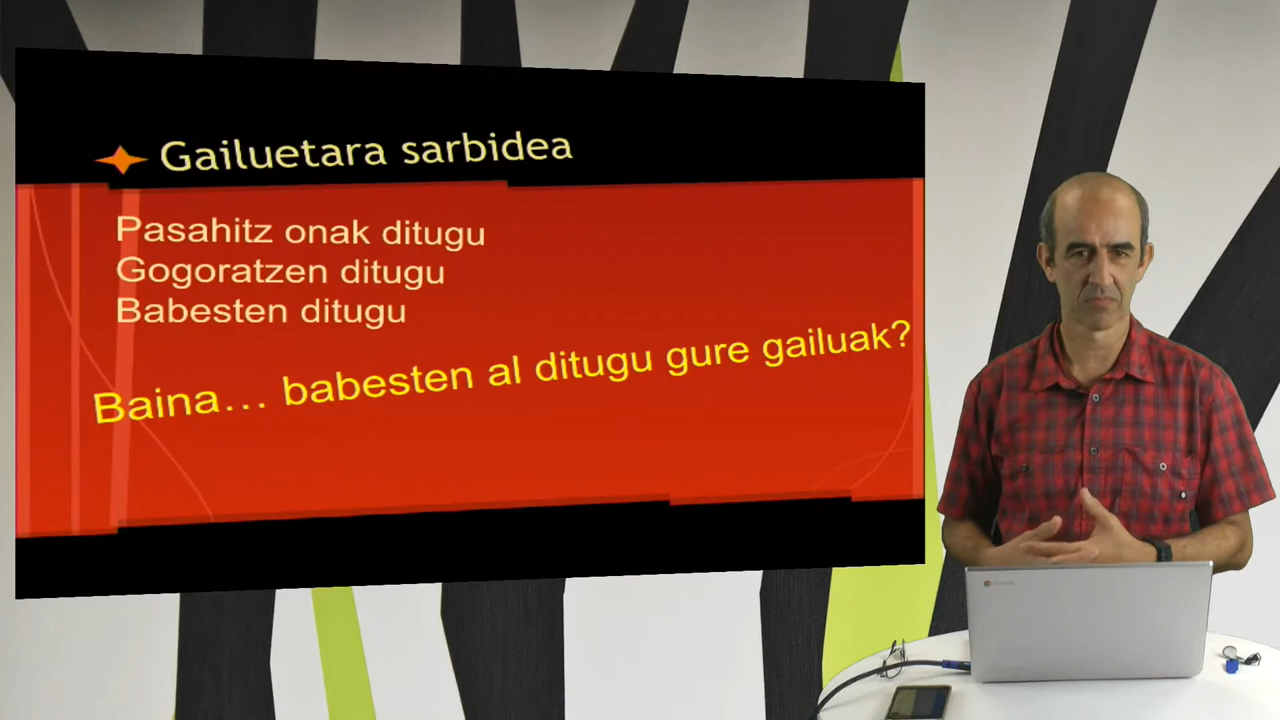 Gailuetara sarbidea
Pasahitz onak ditugu
Gogoratzen ditugu
Babesten ditugu
Baina… babesten al ditugu gure gailuak?